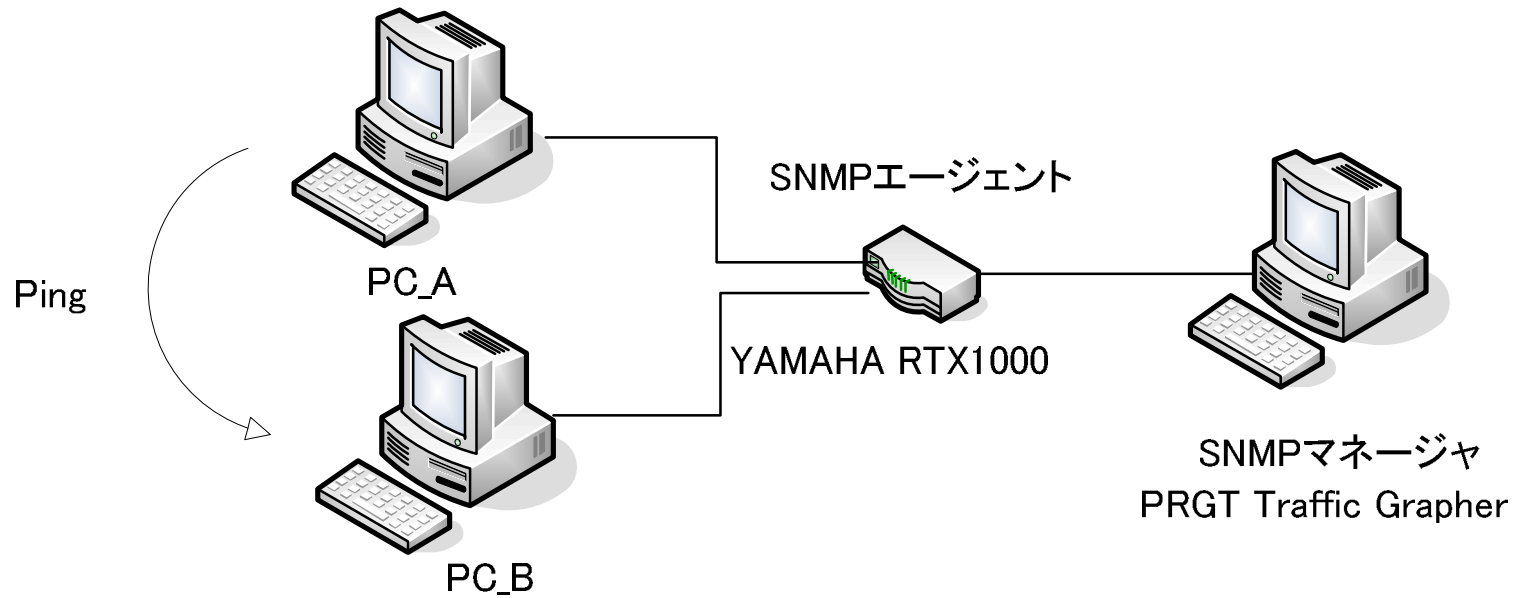 SNMPエージェント
PC_A
Ping
YAMAHA RTX1000
SNMPマネージャ
PRGT Traffic Grapher
PC_B